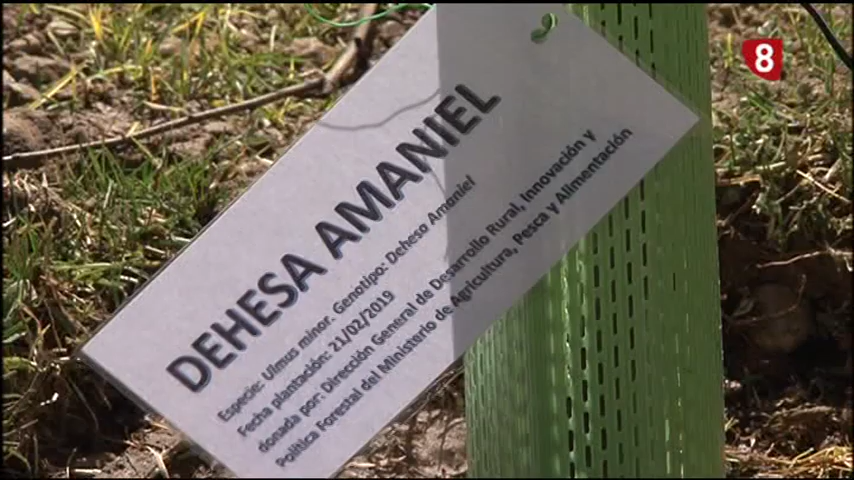 8
DEHESA AMANIEL
Especie: Ulmus minor. Genotipo: Dehesa Amaniel
Fecha plantación: 21/02/2019
donada por: Dirección General de Desarrollo Rural, Innovación y
Política Forestal del Ministerio de Agricultura, Pesca y Alimentación